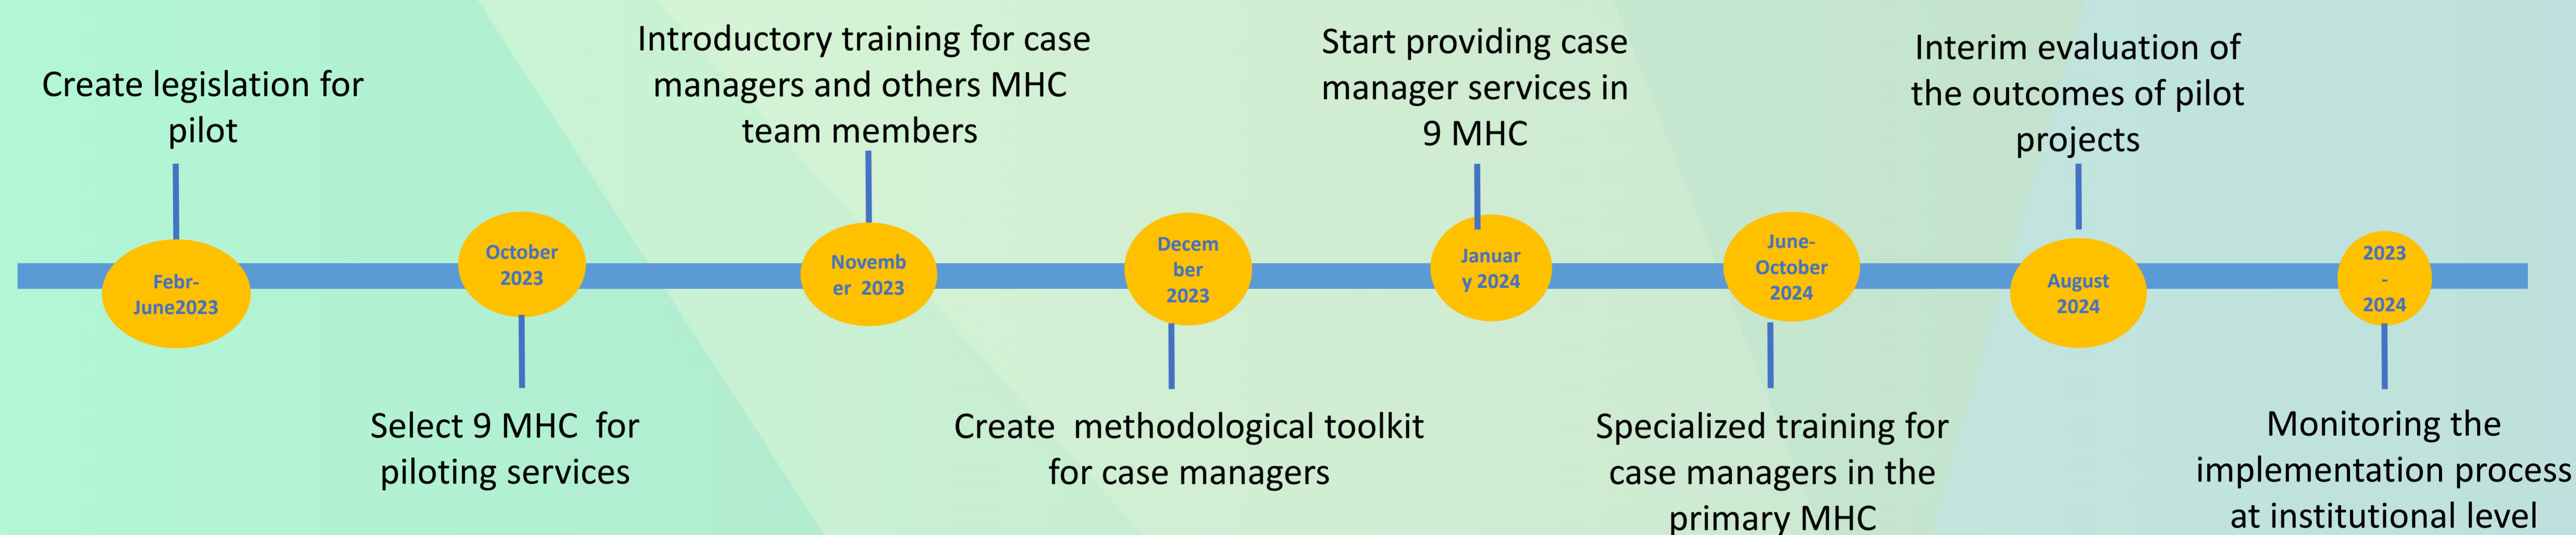 Create legislation for
pilot
Febr-
June2023
October
2023
Select 9 MHC  for
piloting services
Introductory training for case
managers and others MHC
team members
Novemb
er  2023
Decem
ber
2023
Create  methodological toolkit
for case managers
Start providing case
manager services in
9 MHC
Januar
y 2024
June-
October
2024
Specialized training for
case managers in the
primary MHC
Interim evaluation of
the outcomes of pilot
projects
August
2024
2023
-
2024
Monitoring the
implementation process
at institutional level